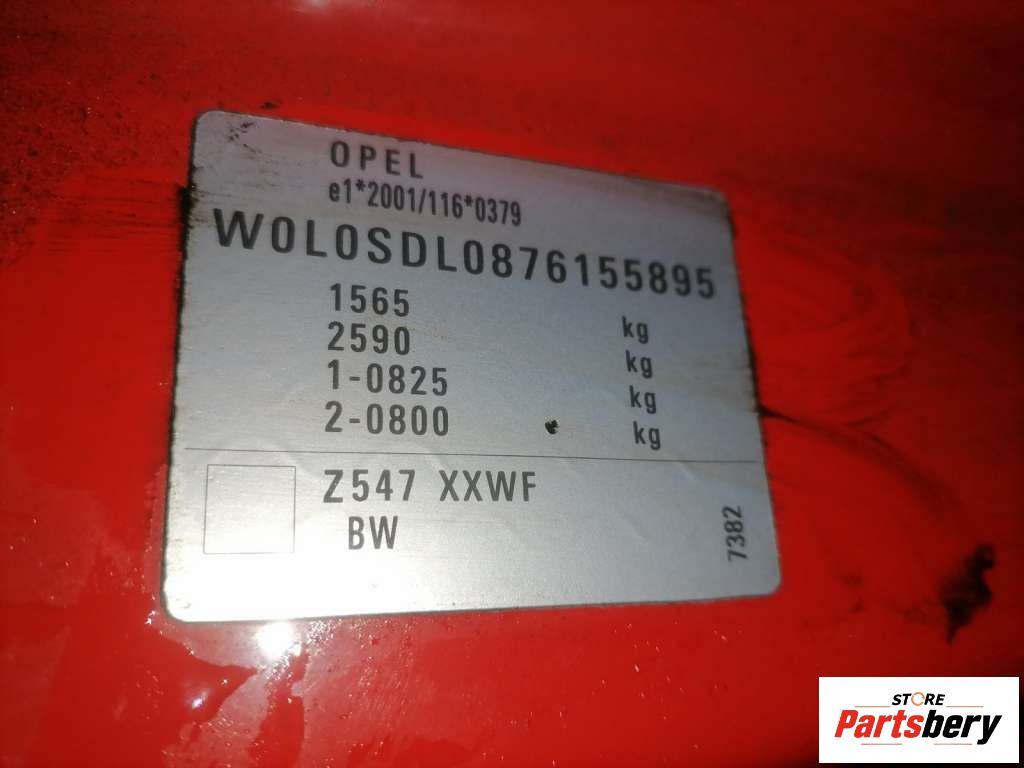 OPEL
e1*2001/116*0379
W0L0SDL0876155895
1565 kg
2590 kg
1-0825 kg
2-0800 kg
Z547 XXWF
BW
7382
STORE
Partsbery